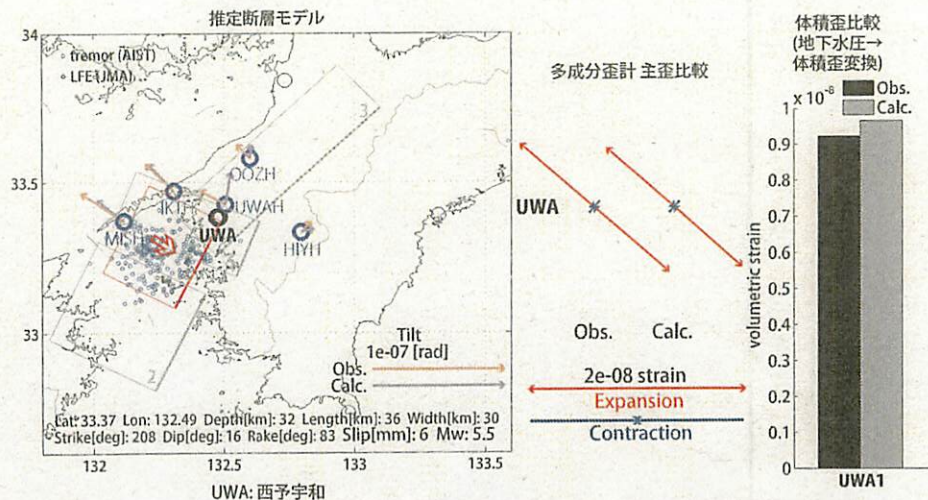 推定断層モデル
34
33.5
33
132
132.5
133
133.5
tremor (AIST)
LFE (JMA)
3
OOZH
IKTH
UWAH
MISH
UWA
HIYH
2
Tilt
1e-07 [rad]
Obs.
Calc.
Lat: 33.37 Lon: 132.49 Depth[km]: 32 Length[km]: 36 Width[km]: 30
Strike[deg]: 208 Dip[deg]: 16 Rake[deg]: 83 Slip[mm]: 6 Mw: 5.5
UWA: 西予宇和
多成分歪計 主歪比較
UWA
Obs. Calc.
2e-08 strain
Expansion
Contraction
体積歪比較
(地下水圧→
体積歪変換)
Obs.
Calc.
x 10⁻⁸
1
0.9
0.8
0.7
0.6
0.5
0.4
0.3
0.2
0.1
0
volumetric strain
UWA1